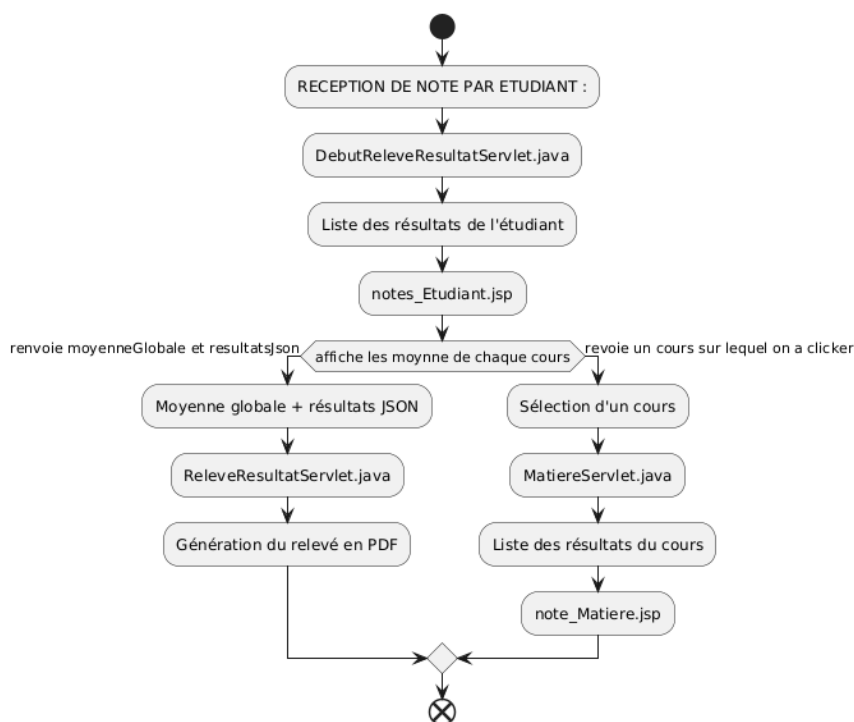 RECEPTION DE NOTE PAR ETUDIANT :
DebutReleveResultatServlet.java
Liste des résultats de l'étudiant
notes_Etudiant.jsp
renvoie moyenneGlobale et resultatsJson
affiche les moynne de chaque cours
revoie un cours sur lequel on a clicker
Moyenne globale + résultats JSON
Sélection d'un cours
ReleveResultatServlet.java
MatiereServlet.java
Génération du relevé en PDF
Liste des résultats du cours
note_Matiere.jsp